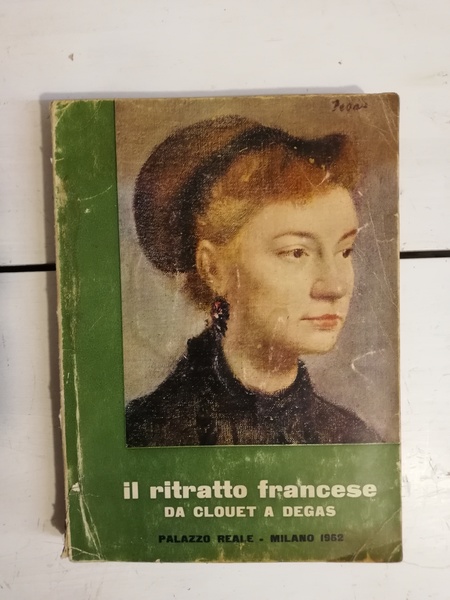 Degas
il ritratto francese
DA CLOUET A DEGAS
PALAZZO REALE - MILANO 1962